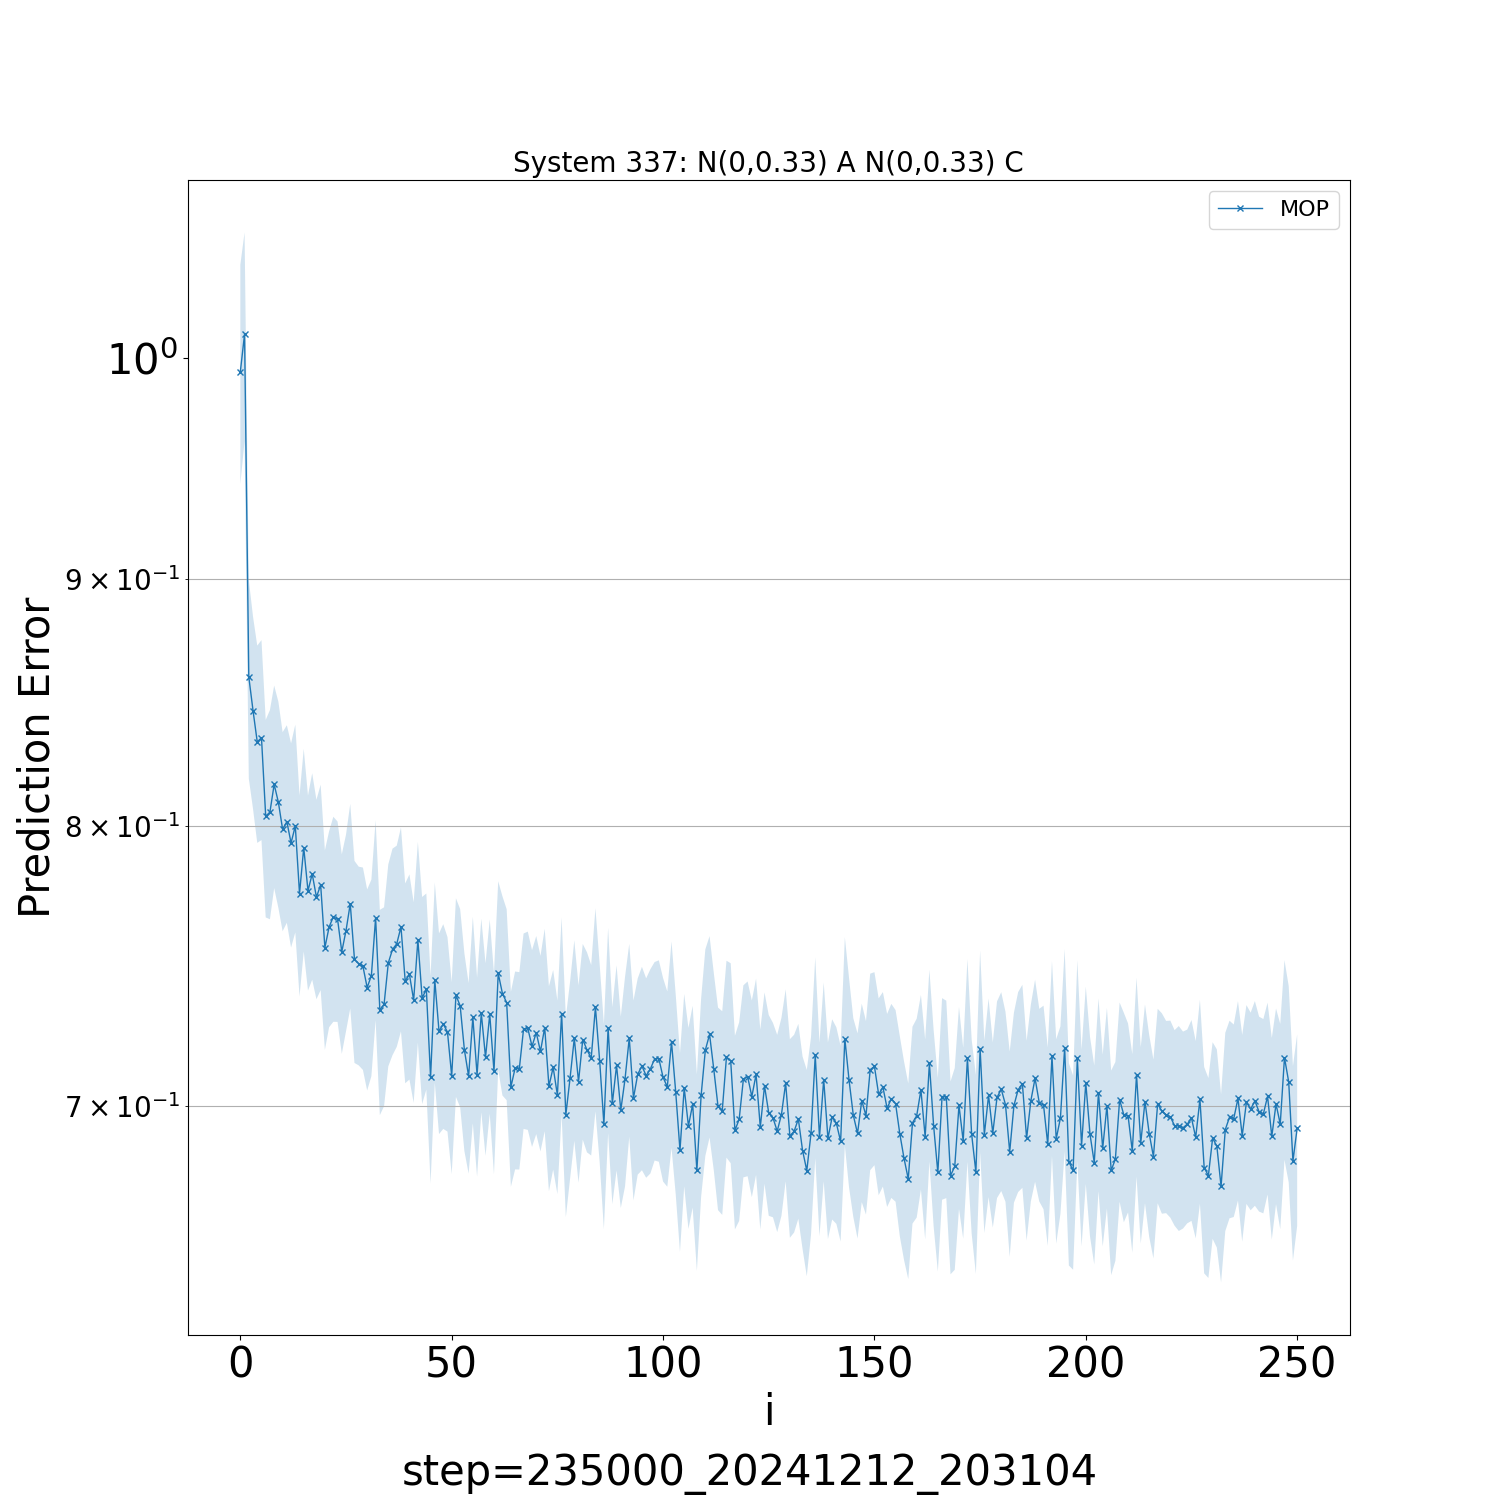 System 337: N(0,0.33) A N(0,0.33) C
MOP
10⁰
9 × 10⁻¹
8 × 10⁻¹
7 × 10⁻¹
Prediction Error
0 50 100 150 200 250
i
step=235000_20241212_203104